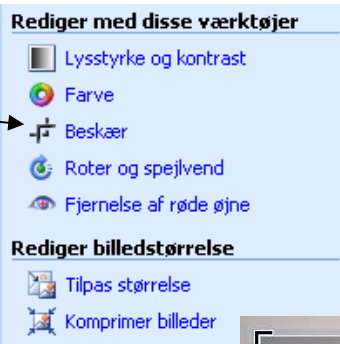 Rediger med disse værktøjer
Lysstyrke og kontrast
Farve
Beskær
Roter og spejlvend
Fjernelse af røde øjne
Rediger billedstørrelse
Tilpas størrelse
Komprimer billeder